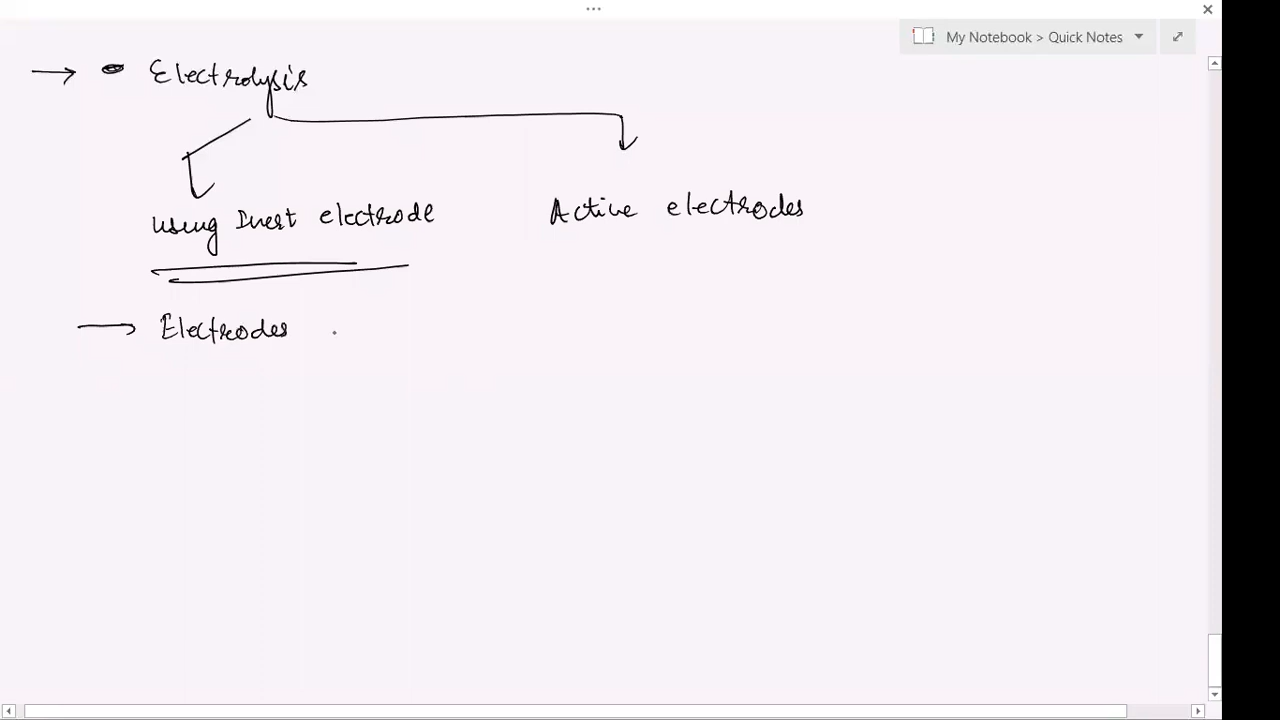 My Notebook > Quick Notes
Electrolysis
using Inert electrode
Active electrodes
Electrodes